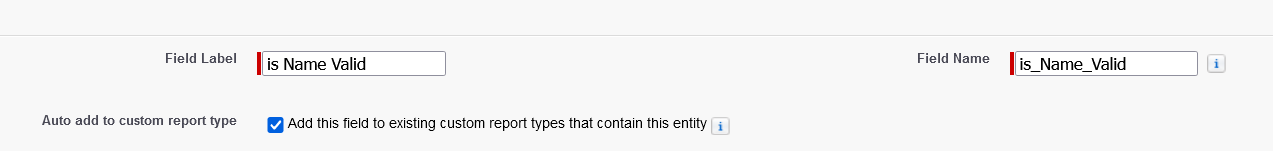 Field Label is Name Valid Field Name is_Name_Valid i
Auto add to custom report type Add this field to existing custom report types that contain this entity i